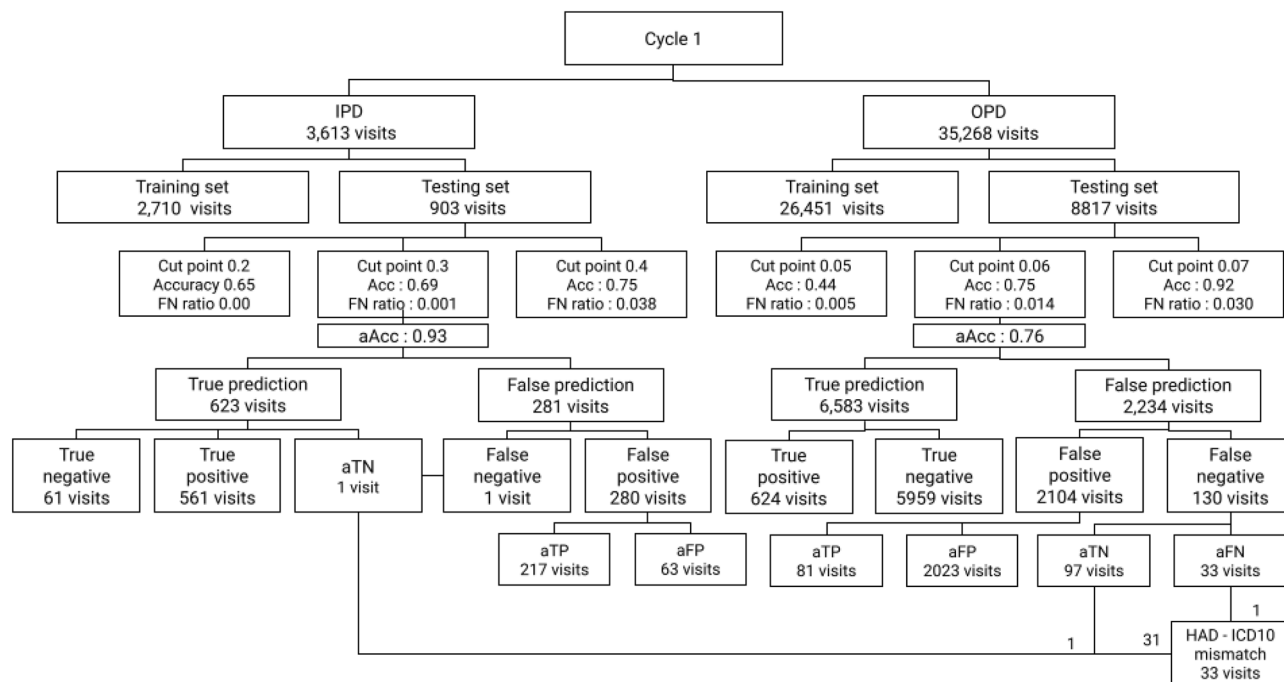 Cycle 1
IPD
3,613 visits
OPD
35,268 visits
Training set
2,710 visits
Testing set
903 visits
Training set
26,451 visits
Testing set
8817 visits
Cut point 0.2
Accuracy 0.65
FN ratio 0.00
Cut point 0.3
Acc : 0.69
FN ratio : 0.001
Cut point 0.4
Acc : 0.75
FN ratio : 0.038
Cut point 0.05
Acc : 0.44
FN ratio : 0.005
Cut point 0.06
Acc : 0.75
FN ratio : 0.014
Cut point 0.07
Acc : 0.92
FN ratio : 0.030
aAcc : 0.93
aAcc : 0.76
True prediction
623 visits
False prediction
281 visits
True prediction
6,583 visits
False prediction
2,234 visits
True
negative
61 visits
True
positive
561 visits
aTN
1 visit
False
negative
1 visit
False
positive
280 visits
True
positive
624 visits
True
negative
5959 visits
False
positive
2104 visits
False
negative
130 visits
aTP
217 visits
aFP
63 visits
aTP
81 visits
aFP
2023 visits
aTN
97 visits
aFN
33 visits
1
1
31
HAD - ICD10
mismatch
33 visits